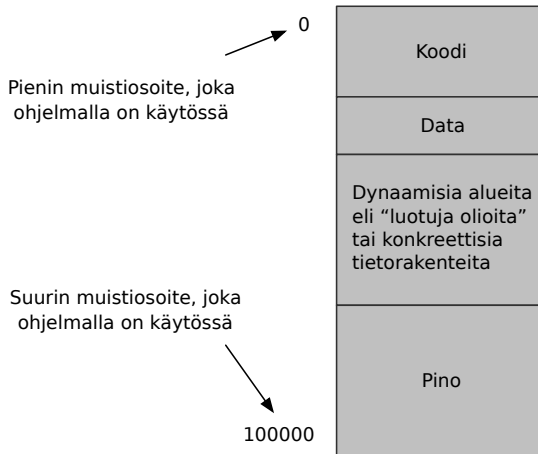 0
Koodi
Pienin muistiosoite, joka
ohjelmalla on käytössä
Data
Dynaamisia alueita
eli “luotuja olioita”
tai konkreettisia
tietorakenteita
Suurin muistiosoite, joka
ohjelmalla on käytössä
Pino
100000